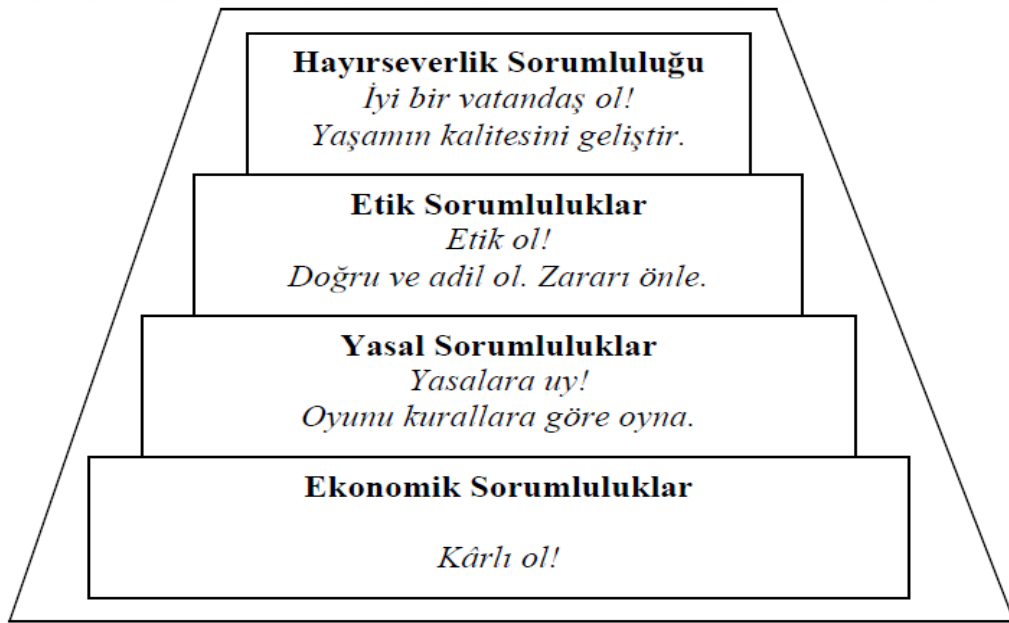 Hayırseverlik Sorumluluğu
İyi bir vatandaş ol!
Yaşamın kalitesini geliştir.
Etik Sorumluluklar
Etik ol!
Doğru ve adil ol. Zararı önle.
Yasal Sorumluluklar
Yasalara uy!
Oyunu kurallara göre oyna.
Ekonomik Sorumluluklar
Kârlı ol!